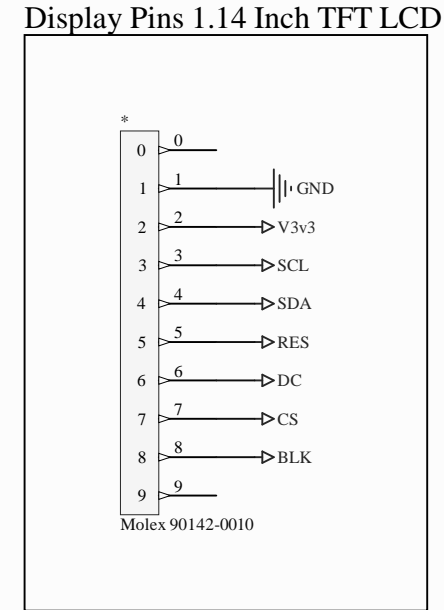 Display Pins 1.14 Inch TFT LCD
*
0 0
1 1 GND
2 2 V3v3
3 3 SCL
4 4 SDA
5 5 RES
6 6 DC
7 7 CS
8 8 BLK
9 9
Molex 90142-0010